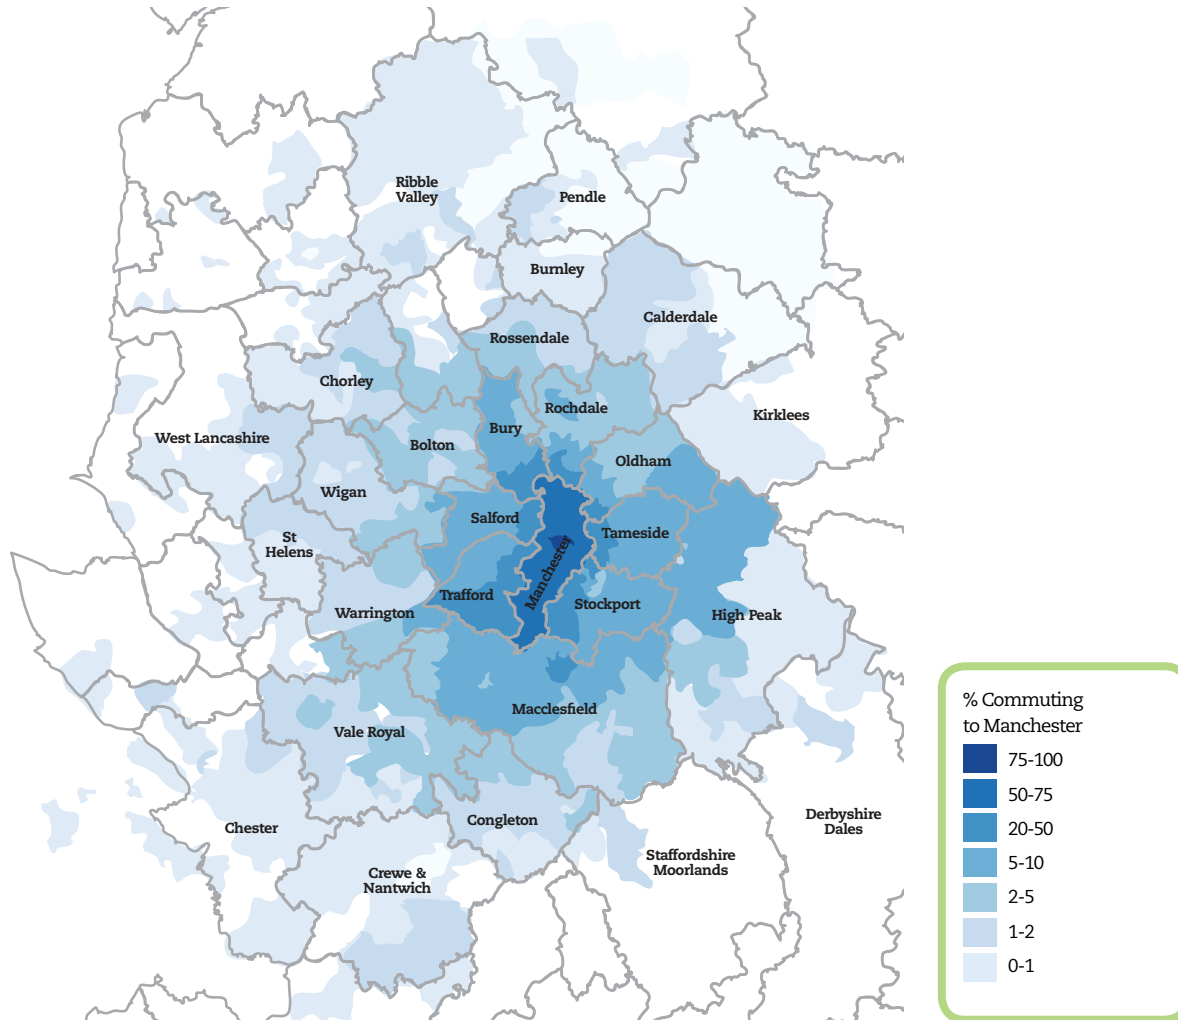 Ribble
Valley
Pendle
Burnley
Calderdale
Rossendale
Chorley
Kirklees
Rochdale
West Lancashire
Bury
Bolton
Oldham
Wigan
Salford
St
Helens
Tameside
Manchester
Trafford
Stockport
Warrington
High Peak
Macclesfield
Vale Royal
Congleton
Chester
Derbyshire
Dales
Staffordshire
Moorlands
Crewe &
Nantwich
% Commuting
to Manchester
75-100
50-75
20-50
5-10
2-5
1-2
0-1